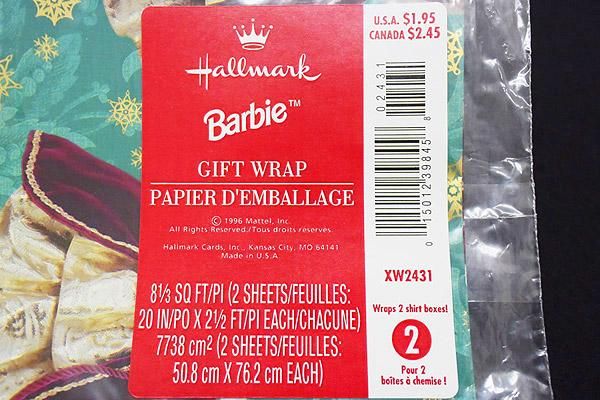 Hallmark
Barbie™
GIFT WRAP
PAPIER D'EMBALLAGE
© 1996 Mattel, Inc.
All Rights Reserved./Tous droits réservés.
Hallmark Cards, Inc., Kansas City, MO 64141
Made in U.S.A.
8⅓ SQ FT/PI (2 SHEETS/FEUILLES:
20 IN/PO X 2½ FT/PI EACH/CHACUNE)
7738 cm² (2 SHEETS/FEUILLES:
50.8 cm X 76.2 cm EACH)
U.S.A. $1.95
CANADA $2.45
02431
0 15012 39845 8
XW2431
Wraps 2 shirt boxes!
2
Pour 2
boîtes à chemise !